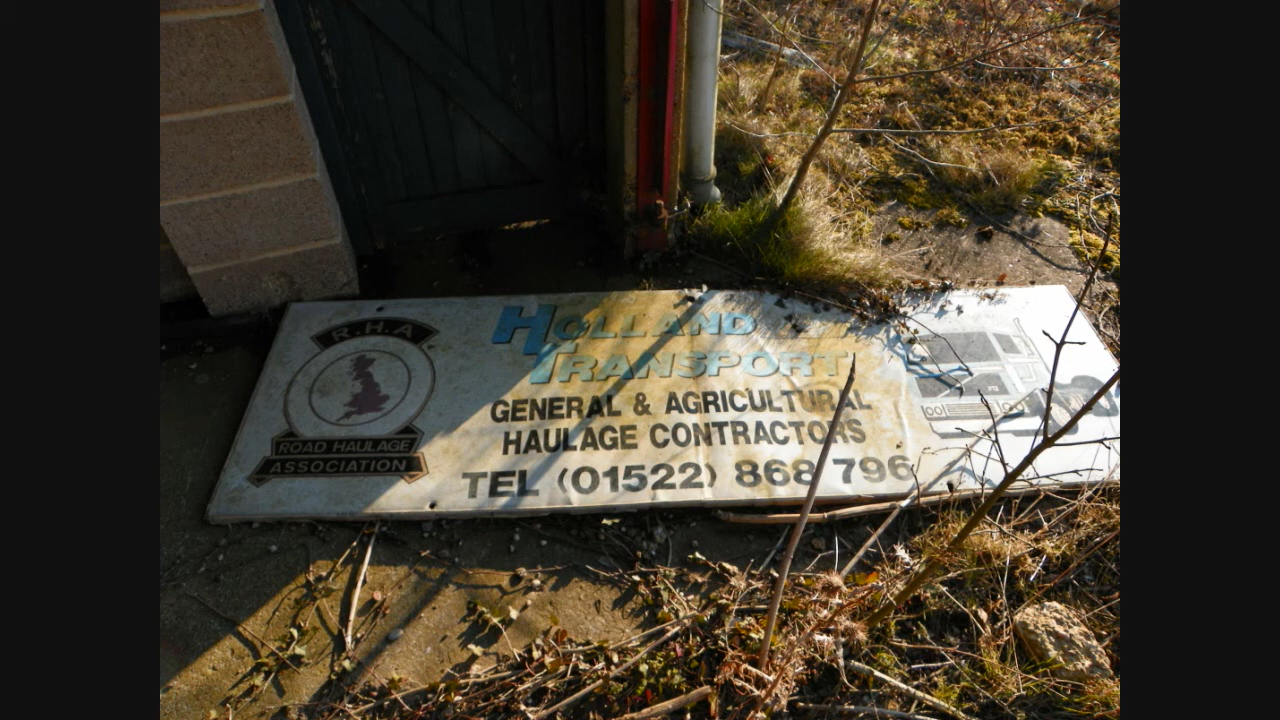 R.H.A
ROAD HAULAGE
ASSOCIATION
HOLLAND
TRANSPORT
GENERAL & AGRICULTURAL
HAULAGE CONTRACTORS
TEL (01522) 868 796